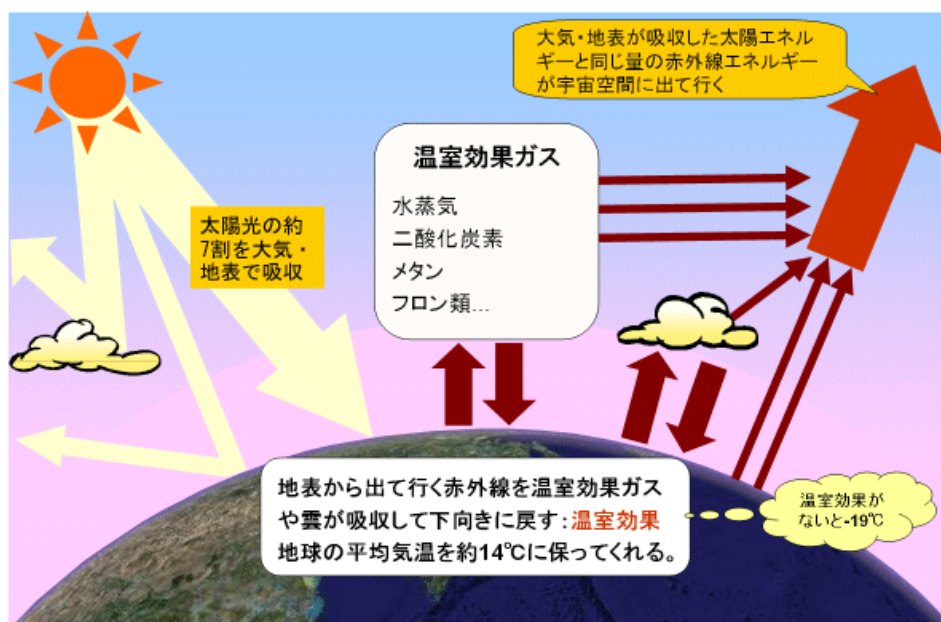 大気・地表が吸収した太陽エネル
ギーと同じ量の赤外線エネルギー
が宇宙空間に出て行く
温室効果ガス
水蒸気
二酸化炭素
メタン
フロン類...
太陽光の約
7割を大気・
地表で吸収
地表から出て行く赤外線を温室効果ガス
や雲が吸収して下向きに戻す:温室効果
地球の平均気温を約14℃に保ってくれる。
温室効果が
ないと-19℃